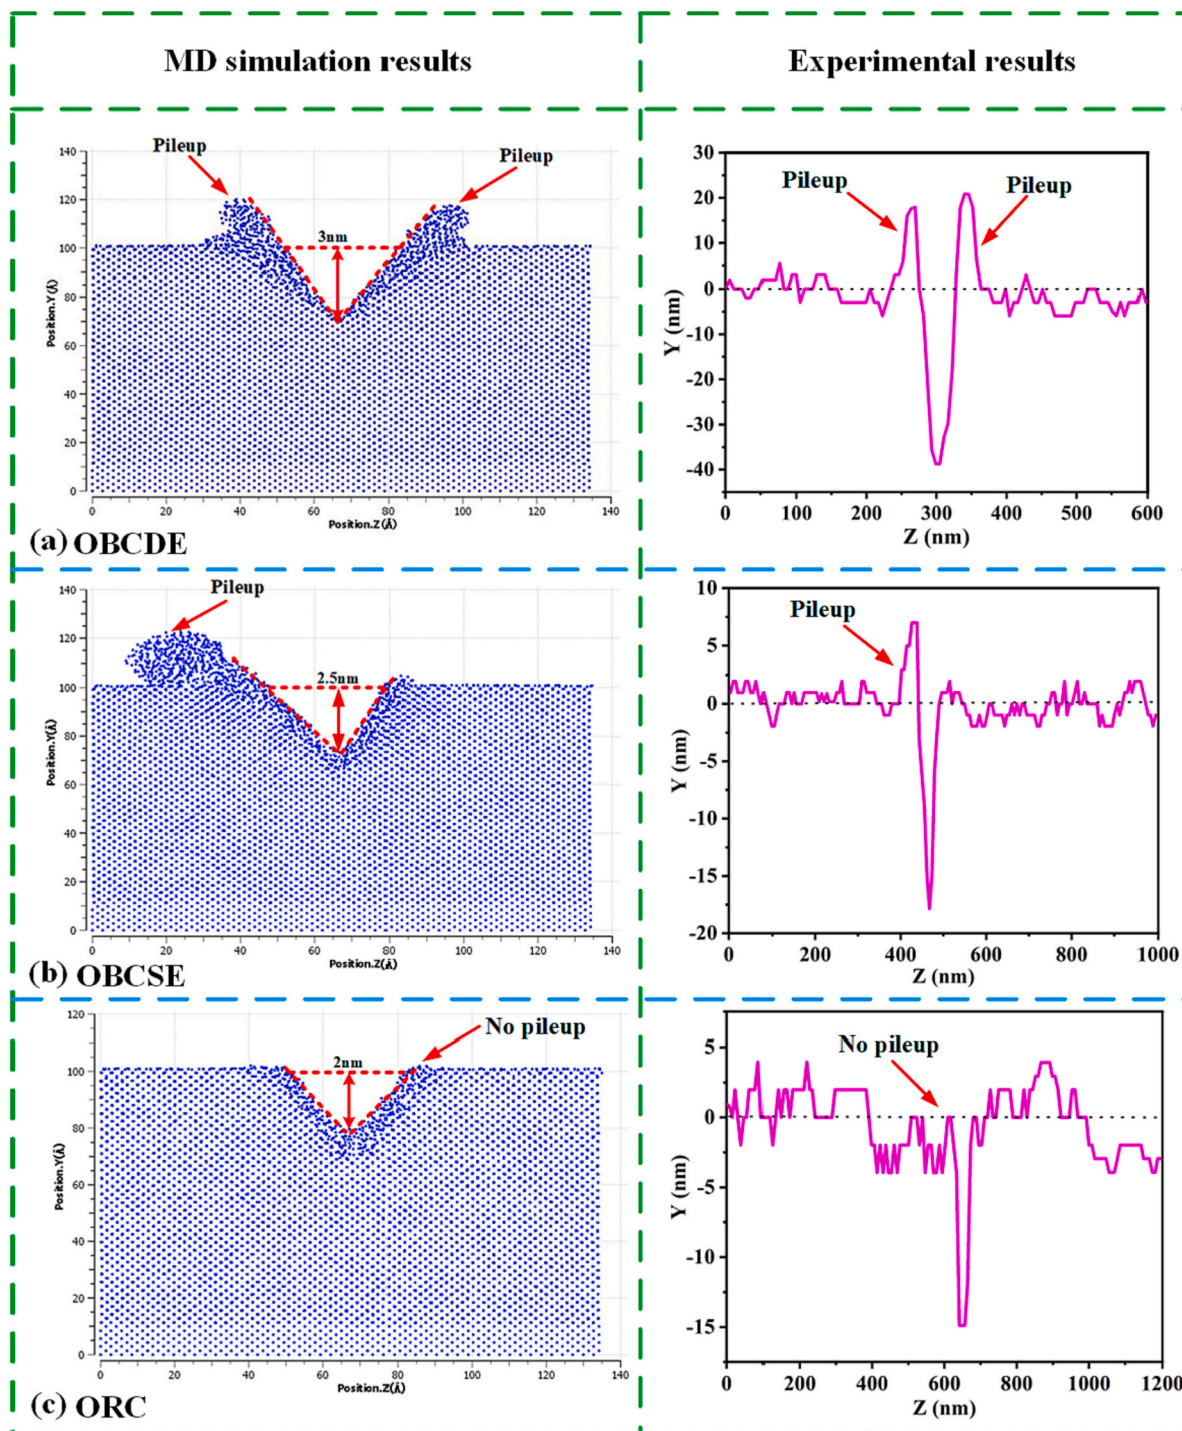 MD simulation results
Experimental results
Pileup
Pileup
3nm
140
120
100
80
60
40
20
0
Position.Y(Å)
0 20 40 60 80 100 120 140
Position.Z(Å)
(a) OBCDE
Pileup
Pileup
30
20
10
0
-10
-20
-30
-40
Y (nm)
0 100 200 300 400 500 600
Z (nm)
Pileup
2.5nm
140
120
100
80
60
40
20
0
Position.Y(Å)
0 20 40 60 80 100 120 140
Position.Z(Å)
(b) OBCSE
Pileup
10
5
0
-5
-10
-15
-20
Y (nm)
0 200 400 600 800 1000
Z (nm)
No pileup
2nm
120
100
80
60
40
20
0
Position.Y(Å)
0 20 40 60 80 100 120 140
Position.Z(Å)
(c) ORC
No pileup
5
0
-5
-10
-15
Y (nm)
0 200 400 600 800 1000 1200
Z (nm)